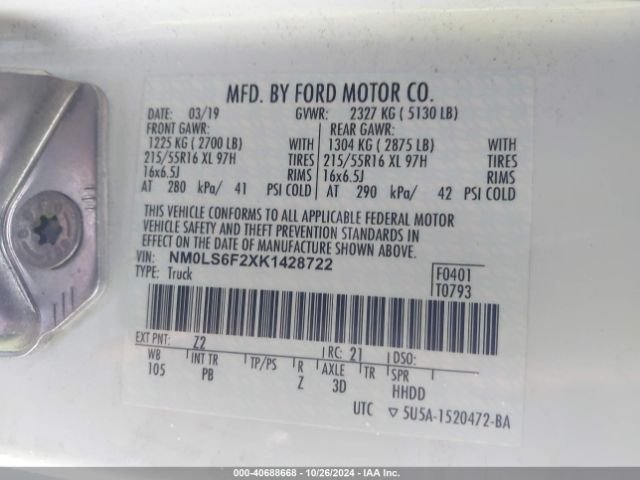 MFD. BY FORD MOTOR CO.
DATE: 03/19 GVWR: 2327 KG ( 5130 LB)
FRONT GAWR: REAR GAWR:
1225 KG ( 2700 LB) WITH 1304 KG ( 2875 LB) WITH
215/55R16 XL 97H TIRES 215/55R16 XL 97H TIRES
16x6.5J RIMS 16x6.5J RIMS
AT 280 kPa/ 41 PSI COLD AT 290 kPa/ 42 PSI COLD
THIS VEHICLE CONFORMS TO ALL APPLICABLE FEDERAL MOTOR
VEHICLE SAFETY AND THEFT PREVENTION STANDARDS IN
EFFECT ON THE DATE OF MANUFACTURE SHOWN ABOVE.
VIN: NM0LS6F2XK1428722
TYPE: Truck
F0401
T0793
EXT PNT: Z2 RC: 21 DSO:
WB INT TR TP/PS R AXLE TR SPR
105 PB Z 3D HHDD
UTC ▽ 5U5A-1520472-BA
000-40688668 - 10/26/2024 - IAA Inc.